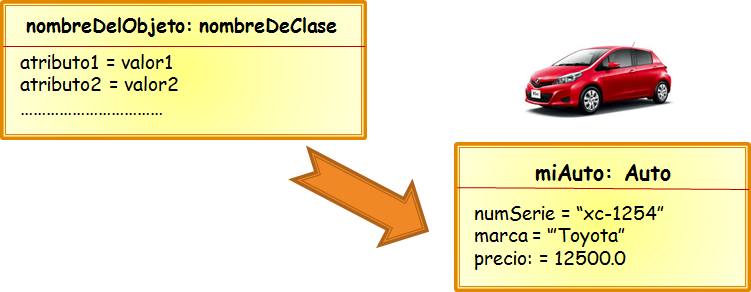 nombreDelObjeto: nombreDeClase
atributo1 = valor1
atributo2 = valor2
……………………………
miAuto: Auto
numSerie = “xc-1254”
marca = “”Toyota”
precio: = 12500.0